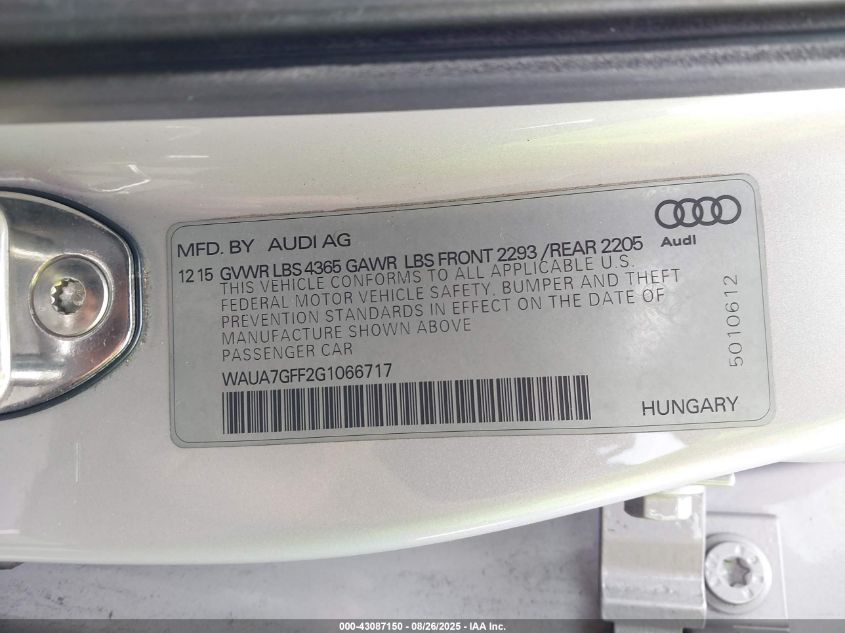 MFD. BY AUDI AG
Audi
12 15 GVWR LBS 4365 GAWR LBS FRONT 2293 /REAR 2205
THIS VEHICLE CONFORMS TO ALL APPLICABLE U.S.
FEDERAL MOTOR VEHICLE SAFETY, BUMPER AND THEFT
PREVENTION STANDARDS IN EFFECT ON THE DATE OF
MANUFACTURE SHOWN ABOVE
PASSENGER CAR
WAUA7GFF2G1066717
HUNGARY
5010612
000-43087150 - 08/26/2025 - IAA Inc.